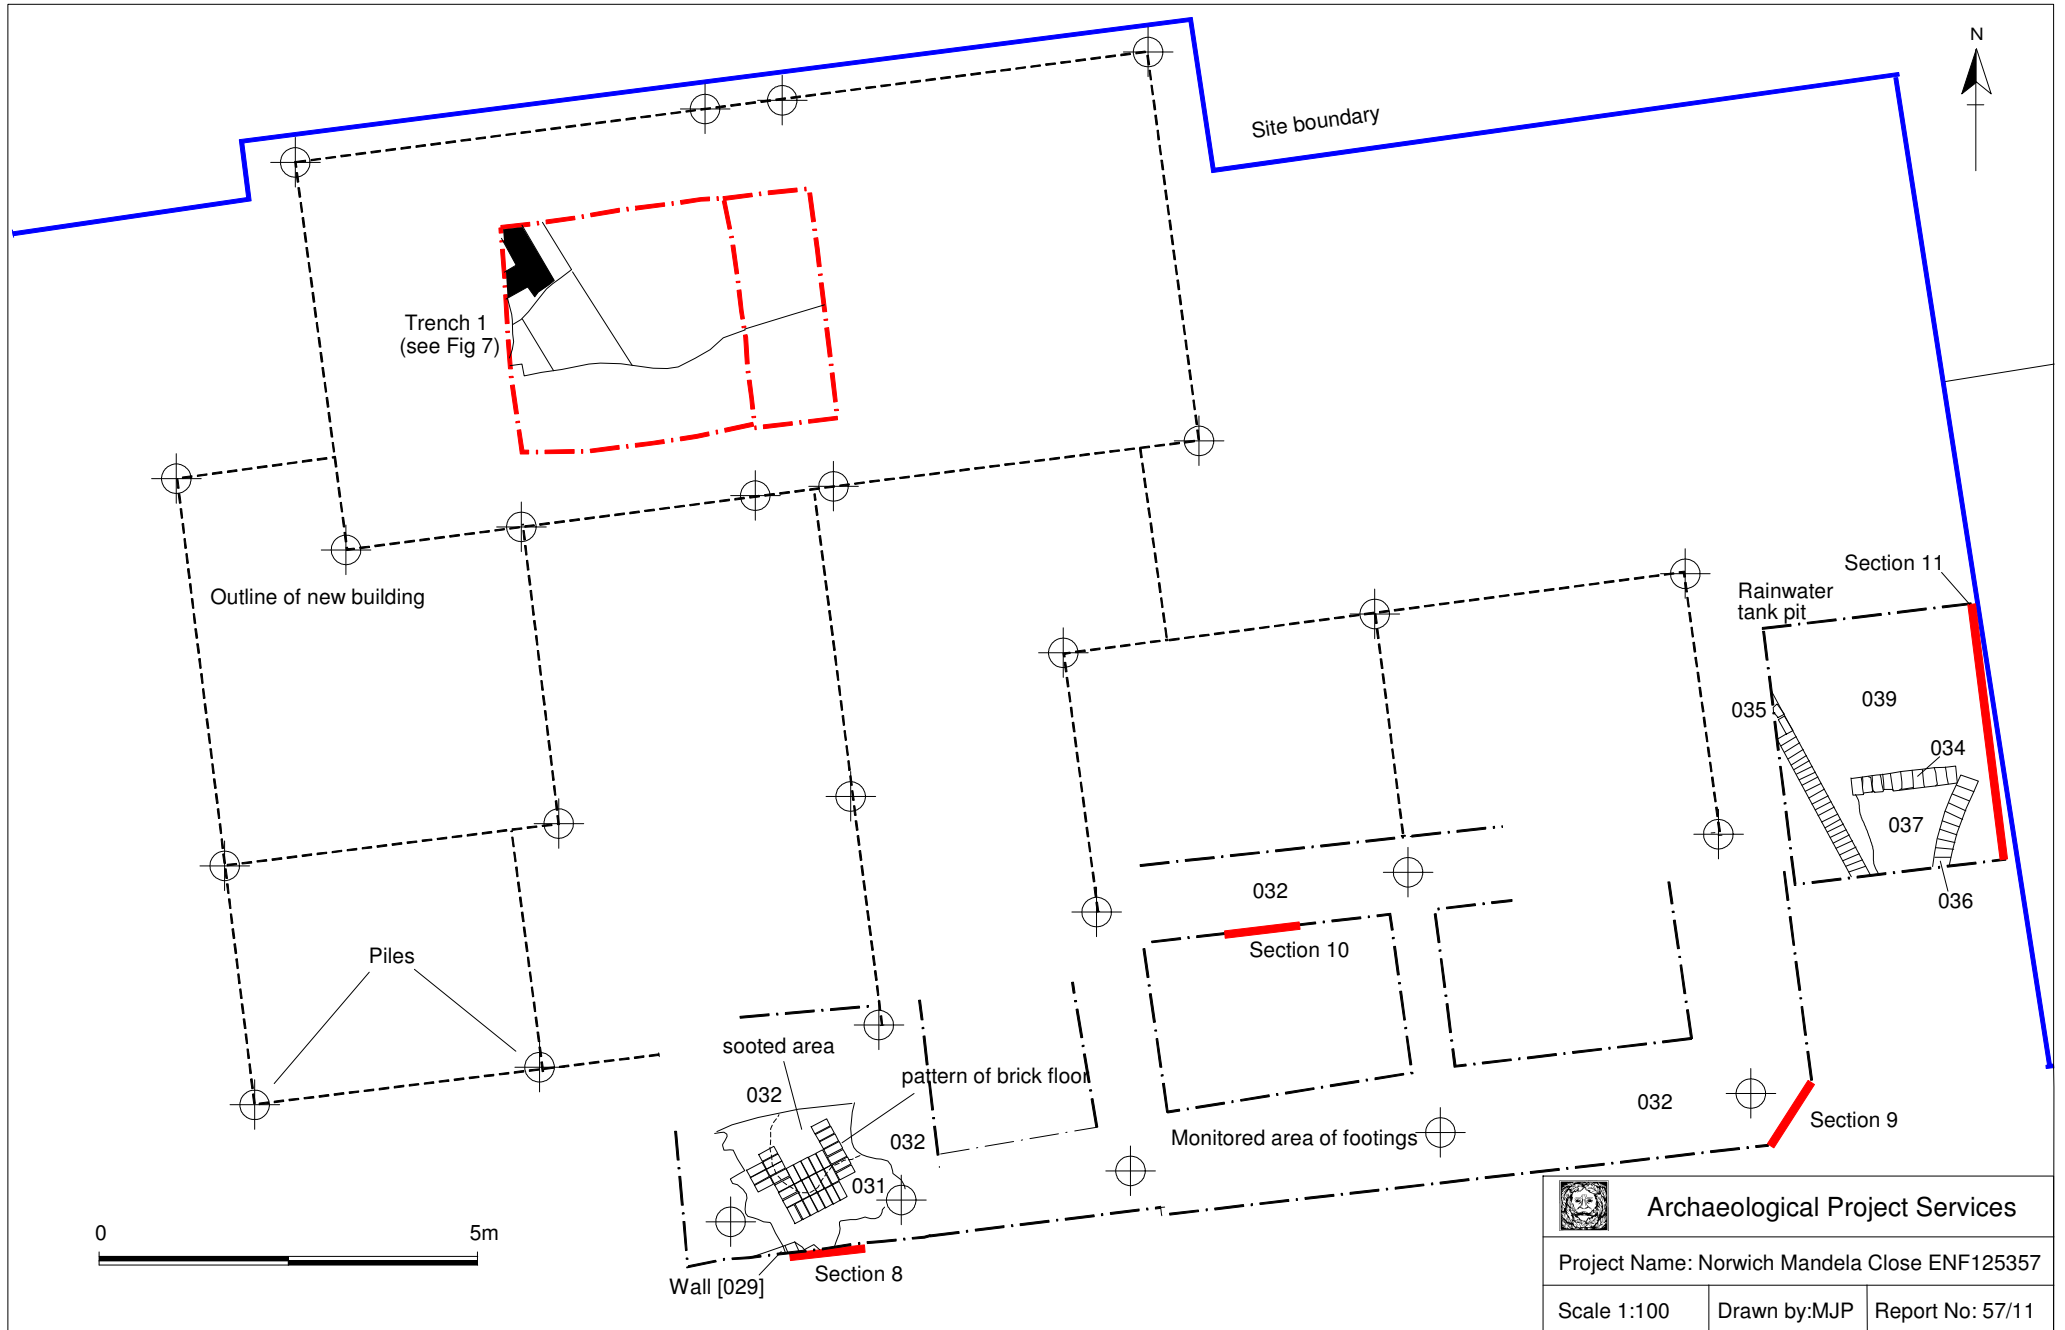 N
Site boundary
Trench 1
(see Fig 7)
Outline of new building
Section 11
Rainwater
tank pit
035
039
034
037
036
032
Section 10
Piles
sooted area
pattern of brick floor
032
032
031
032
Monitored area of footings
Section 9
0
5m
Wall [029]
Section 8
Archaeological Project Services
Project Name: Norwich Mandela Close ENF125357
Scale 1:100
Drawn by:MJP
Report No: 57/11